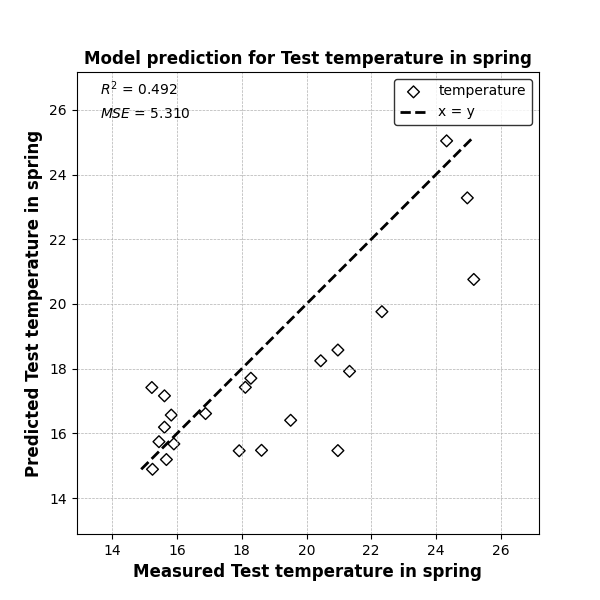 Model prediction for Test temperature in spring
R² = 0.492
MSE = 5.310
temperature
x = y
Predicted Test temperature in spring
26
24
22
20
18
16
14
14 16 18 20 22 24 26
Measured Test temperature in spring